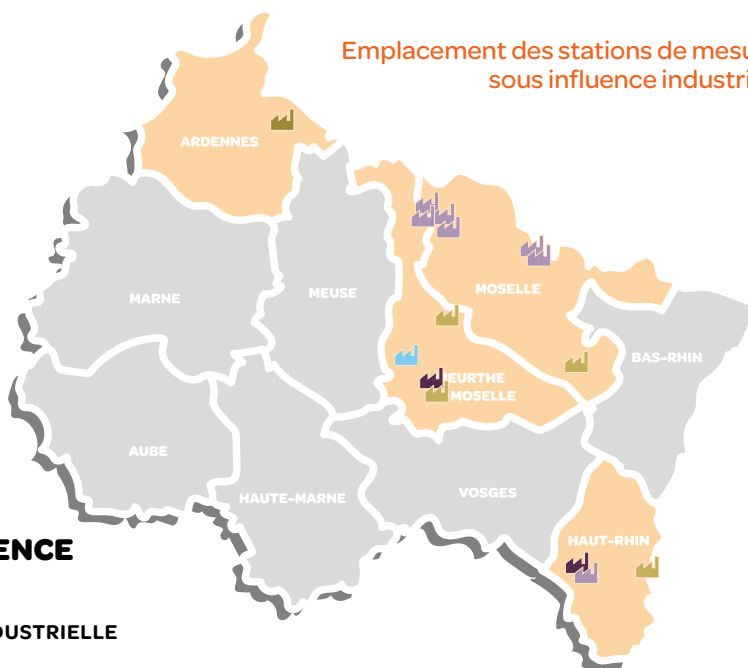 Emplacement des stations de mesu
sous influence industri
ARDENNES
MARNE
MEUSE
MOSELLE
BAS-RHIN
EURTHE
MOSELLE
AUBE
HAUTE-MARNE
VOSGES
HAUT-RHIN
ENCE
DUSTRIELLE